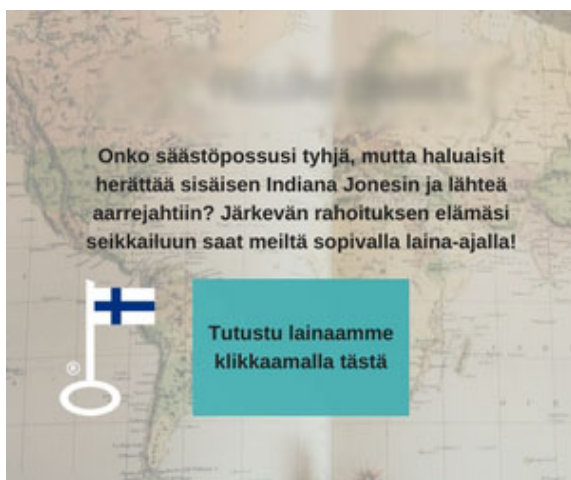 Onko säästöpossusi tyhjä, mutta haluaisit
herättää sisäisen Indiana Jonesin ja lähteä
aarrejahtiin? Järkevän rahoituksen elämäsi
seikkailuun saat meiltä sopivalla laina-ajalla!
®
Tutustu lainaamme
klikkaamalla tästä